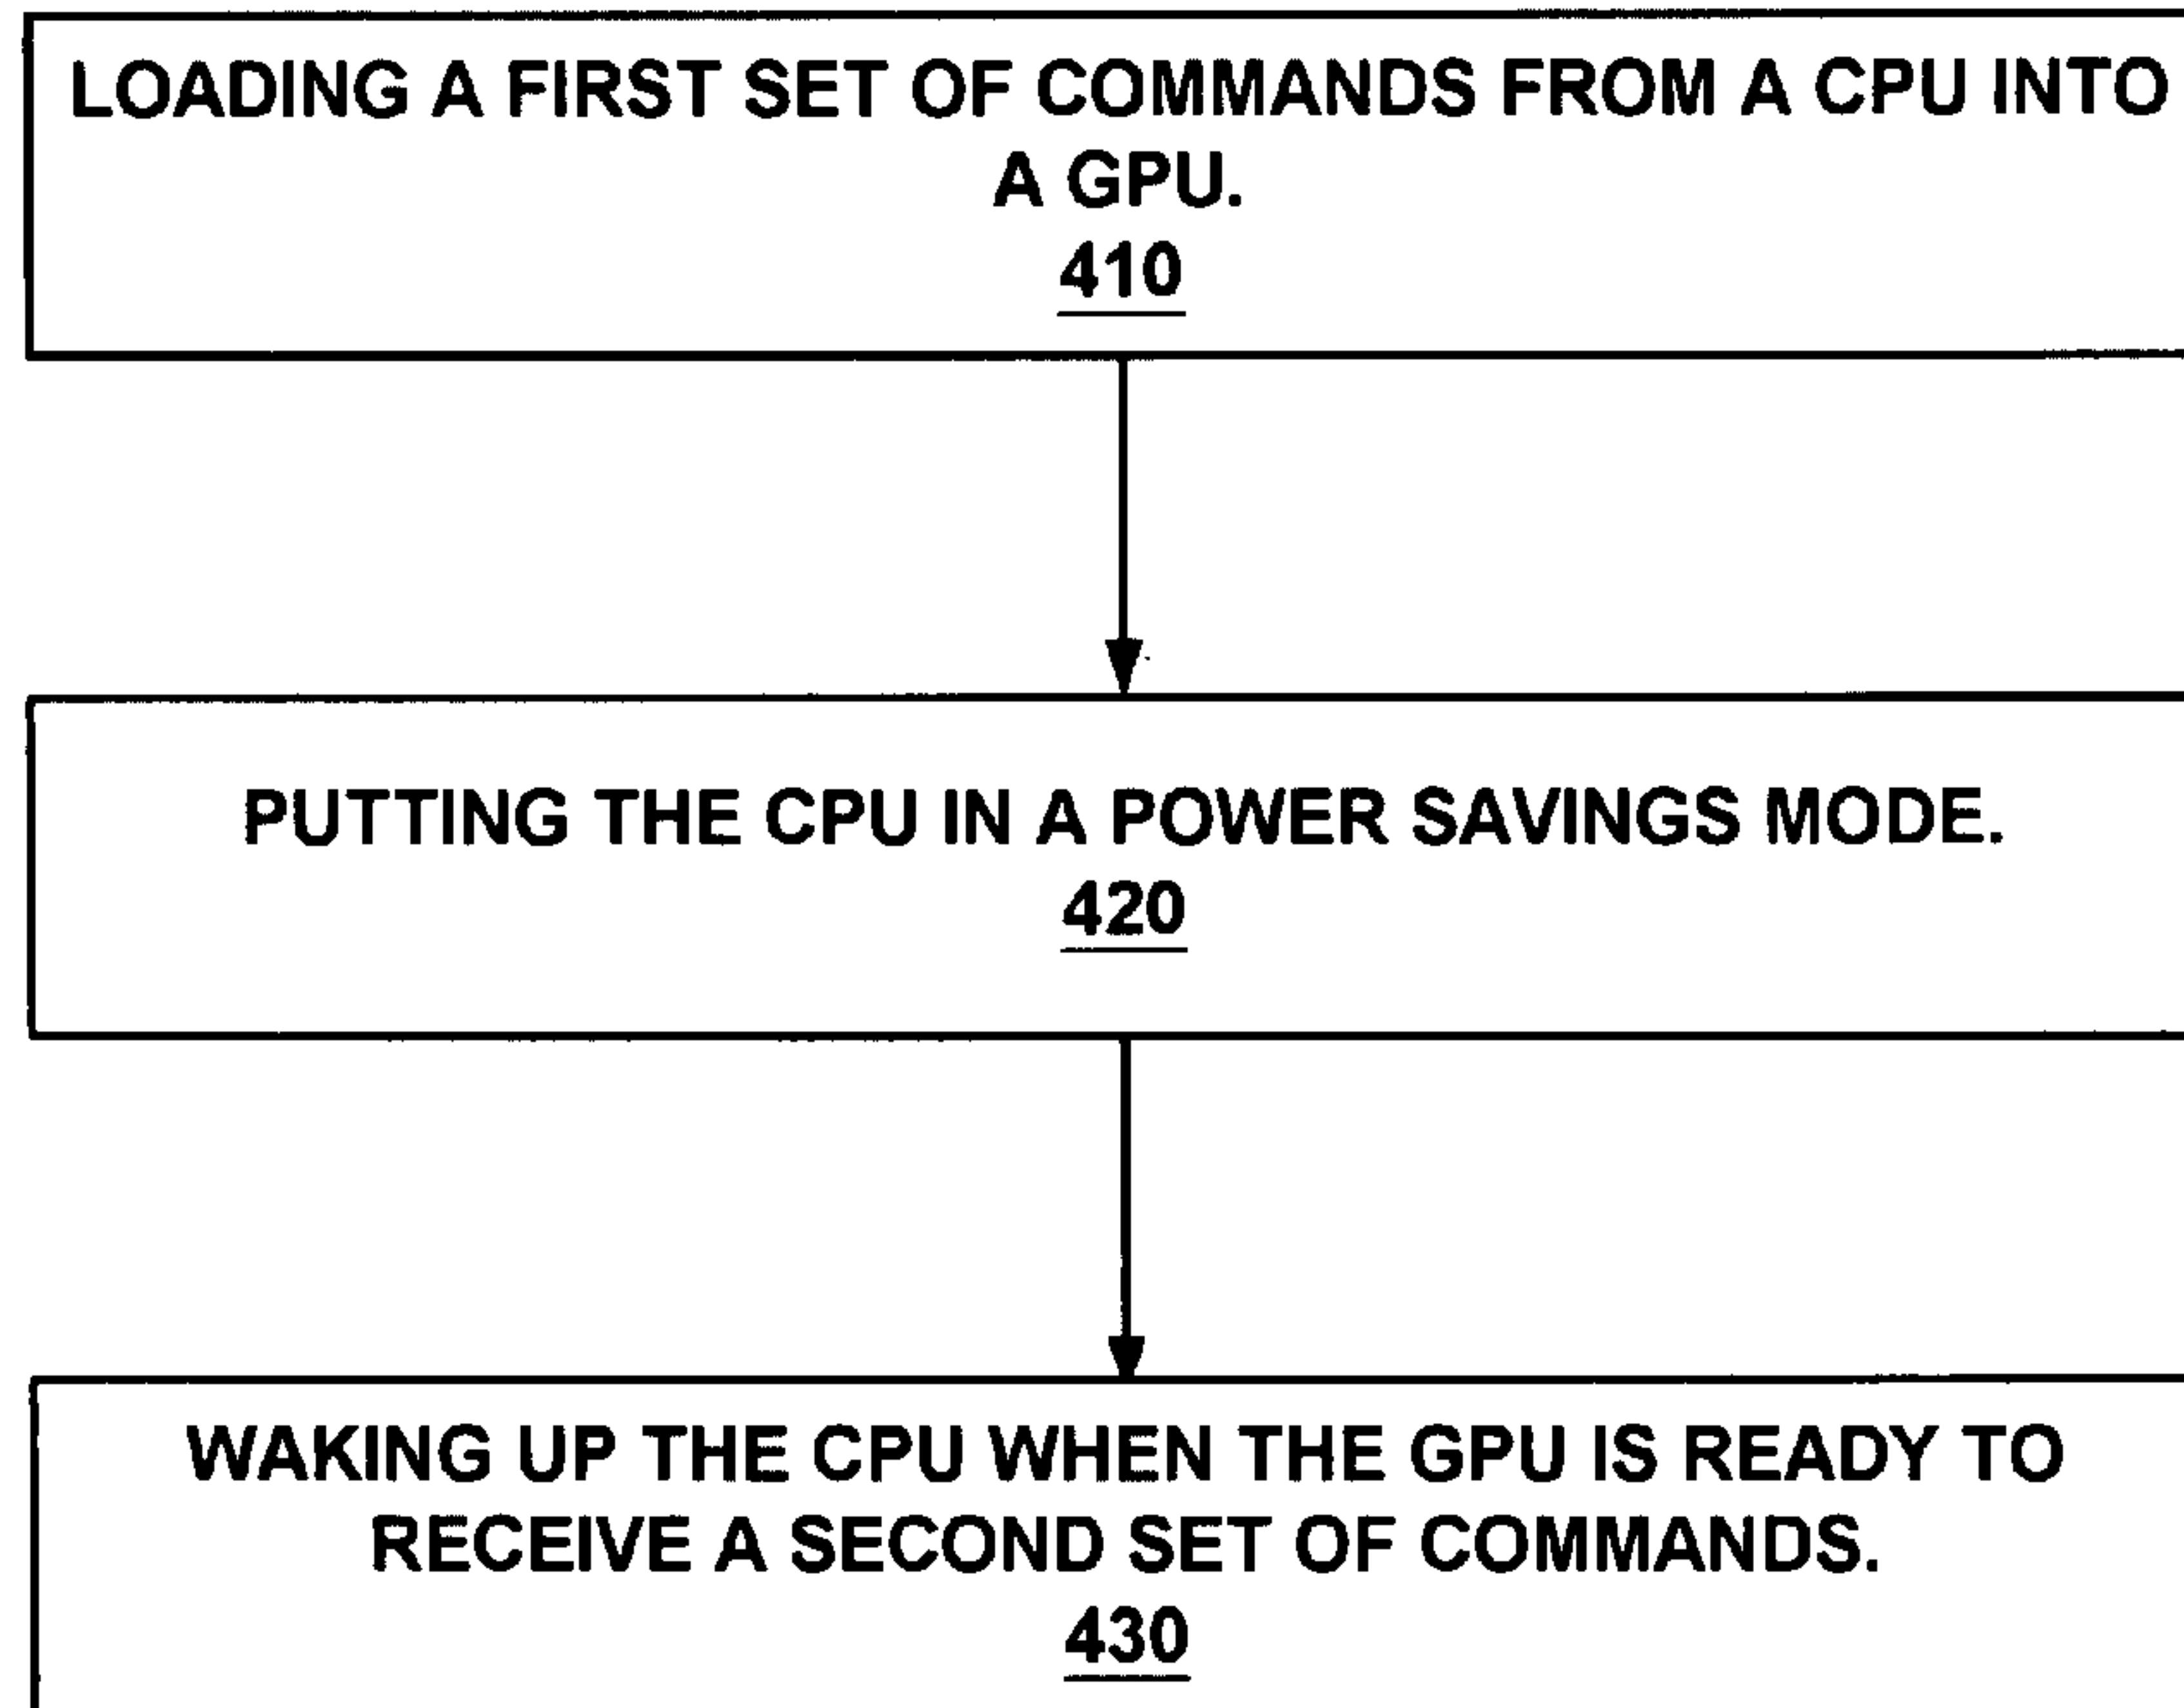 LOADING A FIRST SET OF COMMANDS FROM A CPU INTO
A GPU.
410
PUTTING THE CPU IN A POWER SAVINGS MODE.
420
WAKING UP THE CPU WHEN THE GPU IS READY TO
RECEIVE A SECOND SET OF COMMANDS.
430